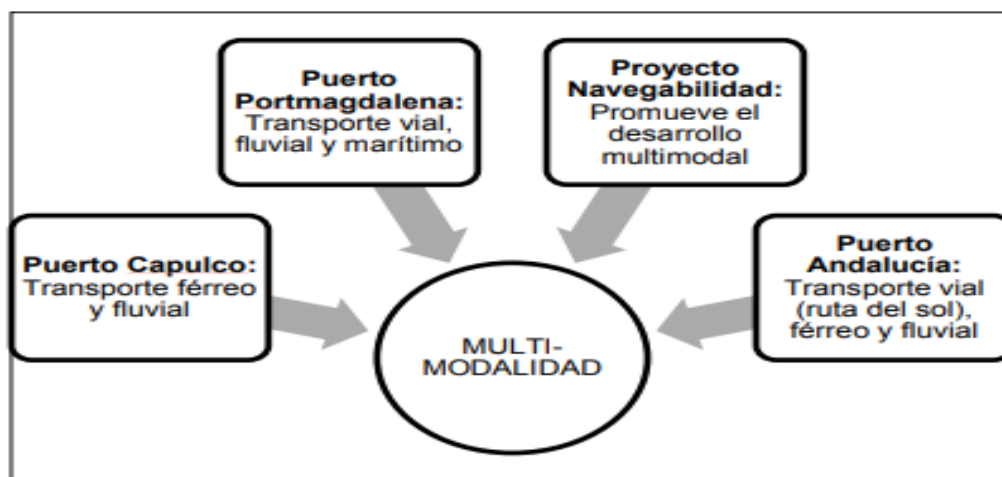 Puerto
Portmagdalena:
Transporte vial,
fluvial y marítimo
Proyecto
Navegabilidad:
Promueve el
desarrollo
multimodal
Puerto Capulco:
Transporte férreo
y fluvial
Puerto
Andalucía:
Transporte vial
(ruta del sol),
férreo y fluvial
MULTI-
MODALIDAD